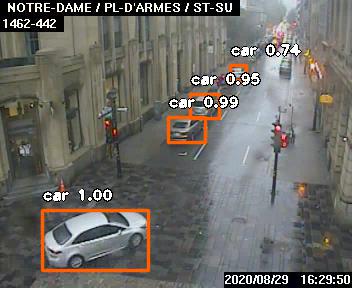 NOTRE-DAME / PL-D'ARMES / ST-SU
1462-442
car 0.74
car 0.95
car 0.99
car 1.00
2020/08/29 16:29:50